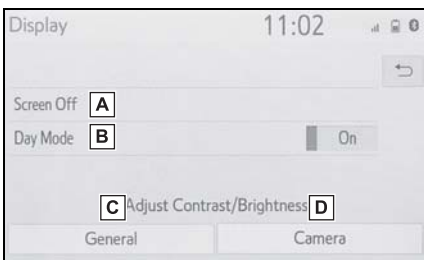 Display 11:02
Screen Off A
Day Mode B On
C Adjust Contrast/Brightness D
General Camera